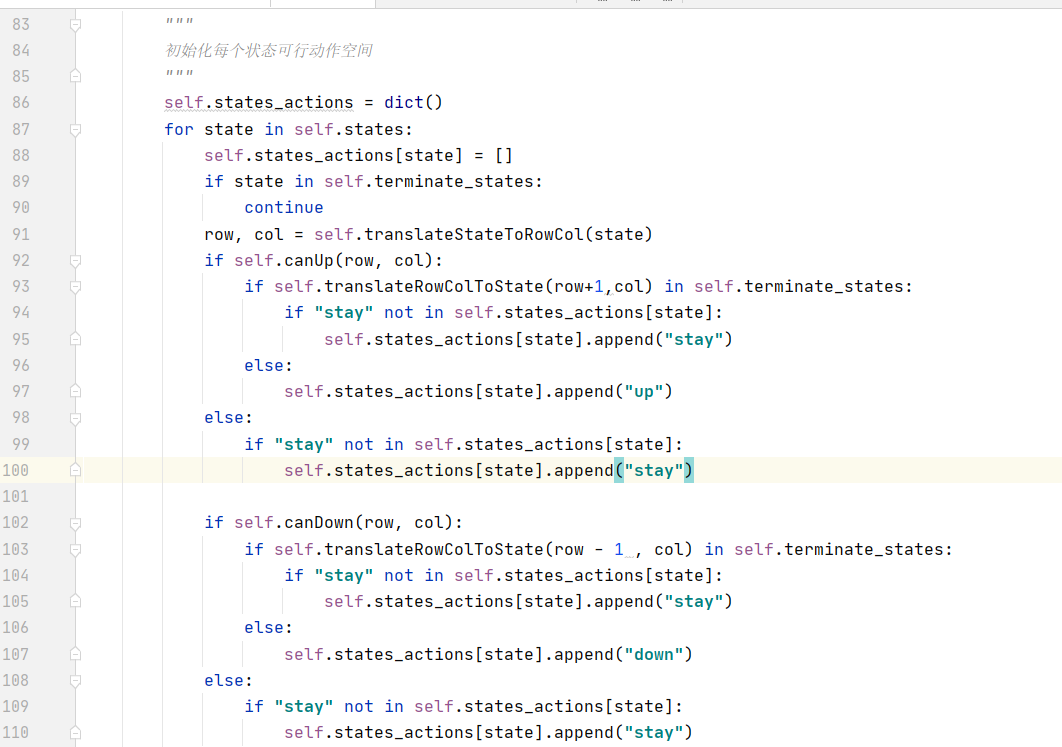 83 """
84 初始化每个状态可行动作空间
85 """
86 self.states_actions = dict()
87 for state in self.states:
88 self.states_actions[state] = []
89 if state in self.terminate_states:
90 continue
91 row, col = self.translateStateToRowCol(state)
92 if self.canUp(row, col):
93 if self.translateRowColToState(row+1,col) in self.terminate_states:
94 if "stay" not in self.states_actions[state]:
95 self.states_actions[state].append("stay")
96 else:
97 self.states_actions[state].append("up")
98 else:
99 if "stay" not in self.states_actions[state]:
100 self.states_actions[state].append("stay")
101
102 if self.canDown(row, col):
103 if self.translateRowColToState(row - 1 , col) in self.terminate_states:
104 if "stay" not in self.states_actions[state]:
105 self.states_actions[state].append("stay")
106 else:
107 self.states_actions[state].append("down")
108 else:
109 if "stay" not in self.states_actions[state]:
110 self.states_actions[state].append("stay")